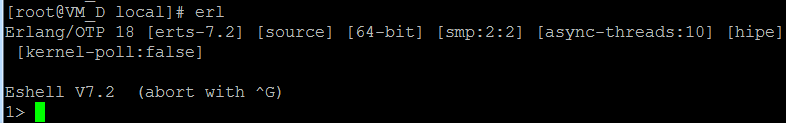 [root@VM_D local]# erl
Erlang/OTP 18 [erts-7.2] [source] [64-bit] [smp:2:2] [async-threads:10] [hipe]
[kernel-poll:false]
Eshell V7.2  (abort with ^G)
1>